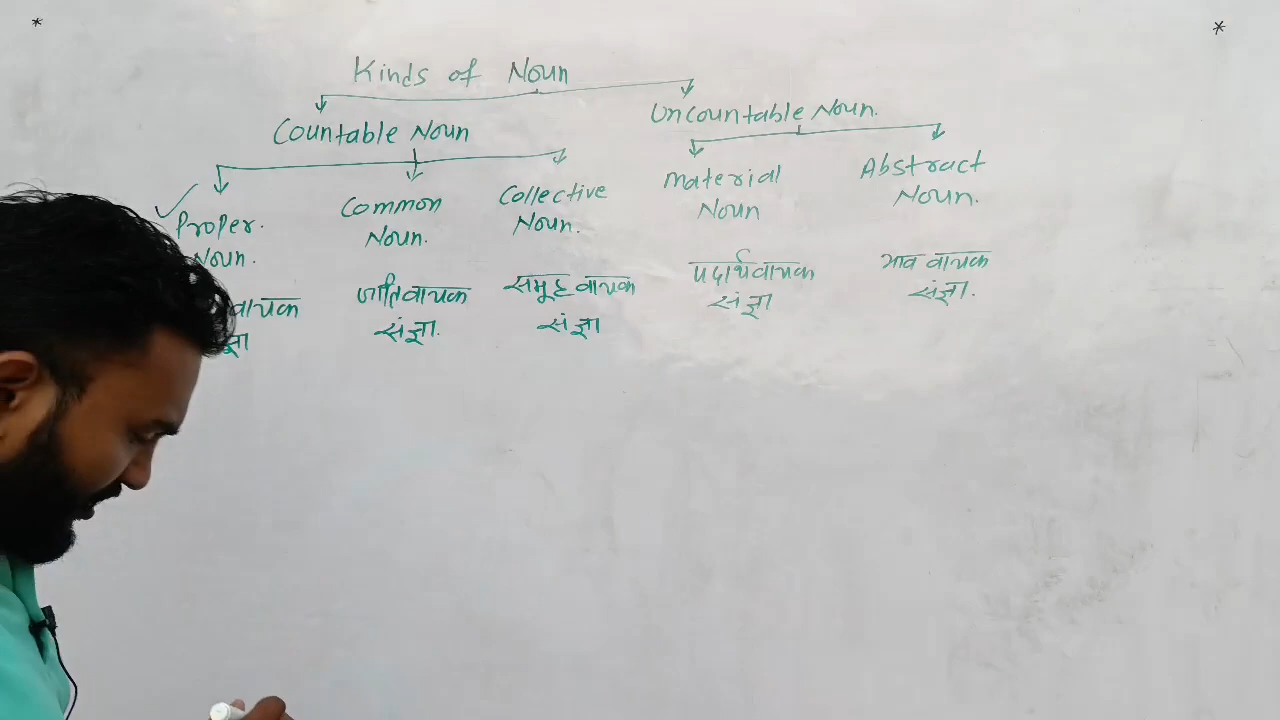 *
*
Kinds of Noun
Countable Noun
Uncountable Noun.
Proper.
Noun.
वाचक
ज्ञा
Common
Noun.
जातिवाचक
संज्ञा.
Collective
Noun.
समूह वाचक
संज्ञा
Material
Noun
पदार्थवाचक
संज्ञा
Abstract
Noun.
भाव वाचक
संज्ञा.